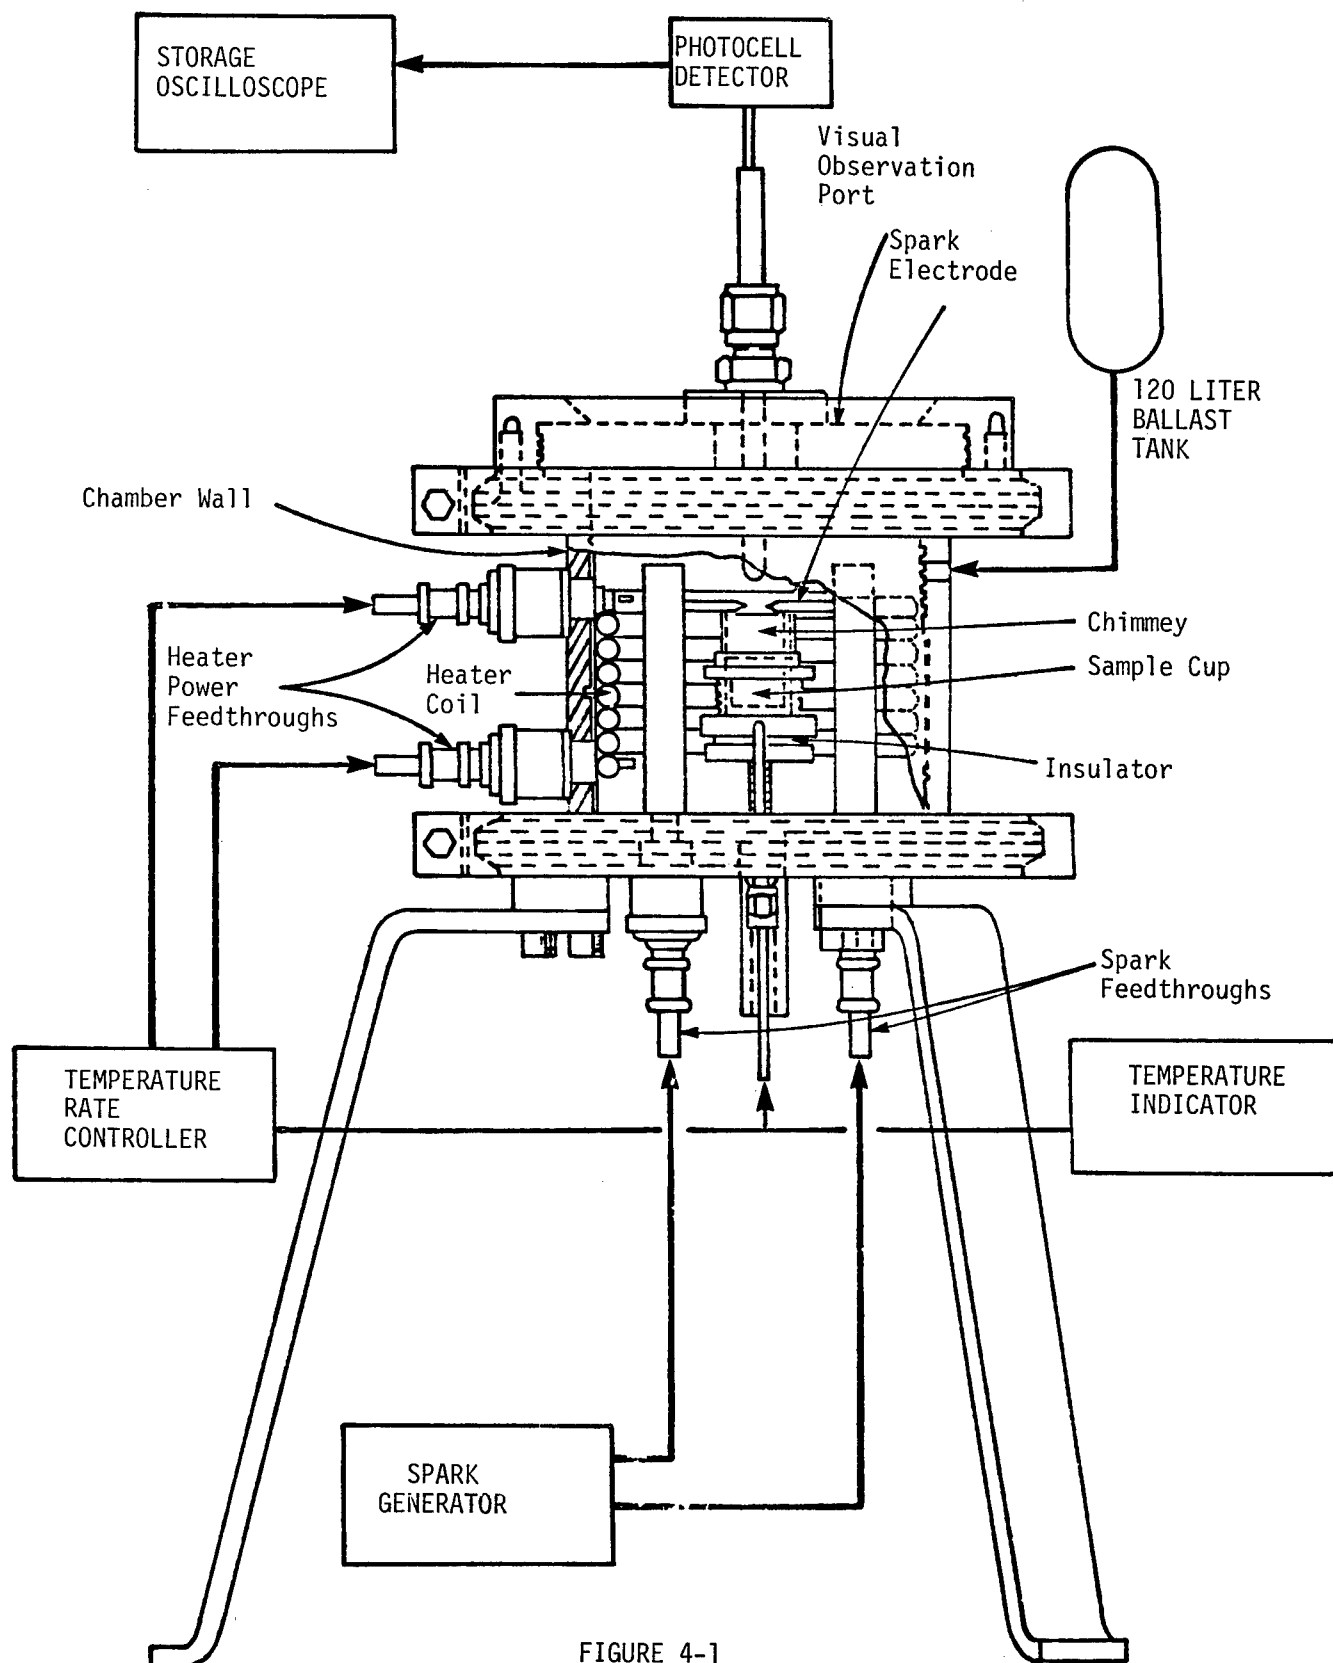 STORAGE
OSCILLOSCOPE
PHOTOCELL
DETECTOR
Visual
Observation
Port
Spark
Electrode
120 LITER
BALLAST
TANK
Chamber Wall
Heater
Power
Feedthroughs
Heater
Coil
Chimmey
Sample Cup
Insulator
Spark
Feedthroughs
TEMPERATURE
RATE
CONTROLLER
TEMPERATURE
INDICATOR
SPARK
GENERATOR
FIGURE 4-1